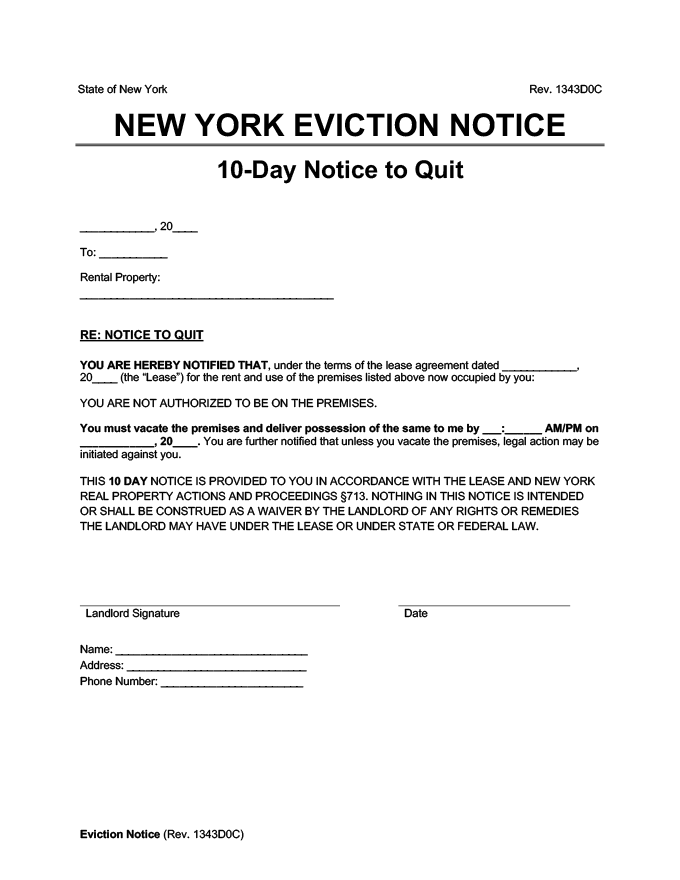 State of New York Rev. 1343D0C
NEW YORK EVICTION NOTICE
10-Day Notice to Quit
____________, 20____
To: ___________
Rental Property:
_________________________________________
RE: NOTICE TO QUIT
YOU ARE HEREBY NOTIFIED THAT, under the terms of the lease agreement dated ____________,
20____ (the “Lease”) for the rent and use of the premises listed above now occupied by you:
YOU ARE NOT AUTHORIZED TO BE ON THE PREMISES.
You must vacate the premises and deliver possession of the same to me by ___:______ AM/PM on
____________, 20____. You are further notified that unless you vacate the premises, legal action may be
initiated against you.
THIS 10 DAY NOTICE IS PROVIDED TO YOU IN ACCORDANCE WITH THE LEASE AND NEW YORK
REAL PROPERTY ACTIONS AND PROCEEDINGS §713. NOTHING IN THIS NOTICE IS INTENDED
OR SHALL BE CONSTRUED AS A WAIVER BY THE LANDLORD OF ANY RIGHTS OR REMEDIES
THE LANDLORD MAY HAVE UNDER THE LEASE OR UNDER STATE OR FEDERAL LAW.
Landlord Signature Date
Name: _______________________________
Address: _____________________________
Phone Number: _______________________
Eviction Notice (Rev. 1343D0C)